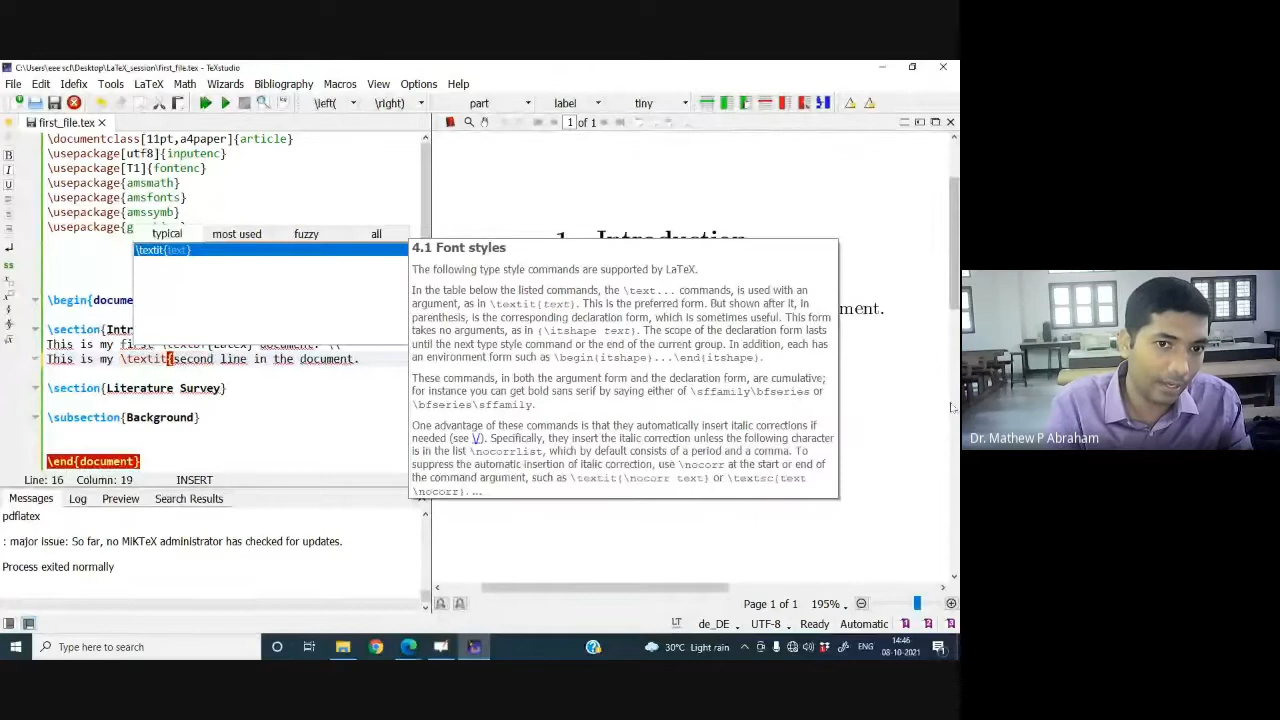 C:\Users\eee scl\Desktop\LaTeX_session\first_file.tex - TeXstudio
File Edit Idefix Tools LaTeX Math Wizards Bibliography Macros View Options Help
\left( \right) part label tiny
first_file.tex
1 of 1
\documentclass[11pt,a4paper]{article}
\usepackage[utf8]{inputenc}
\usepackage[T1]{fontenc}
\usepackage{amsmath}
\usepackage{amsfonts}
\usepackage{amssymb}
\usepackage{g
typical most used fuzzy all
\textit{text}
\begin{docume
\section{Intr
This is my
This is my \textit{second line in the document.
\section{Literature Survey}
\subsection{Background}
\end{document}
Line: 16 Column: 19 INSERT
Messages Log Preview Search Results
pdflatex
: major issue: So far, no MiKTeX administrator has checked for updates.
Process exited normally
1 Introduction
ment.
4.1 Font styles
The following type style commands are supported by LaTeX.
In the table below the listed commands, the \text... commands, is used with an
argument, as in \textit{text}. This is the preferred form. But shown after it, in
parenthesis, is the corresponding declaration form, which is sometimes useful. This form
takes no arguments, as in {\itshape text}. The scope of the declaration form lasts
until the next type style command or the end of the current group. In addition, each has
an environment form such as \begin{itshape}...\end{itshape}.
These commands, in both the argument form and the declaration form, are cumulative;
for instance you can get bold sans serif by saying either of \sffamily\bfseries or
\bfseries\sffamily.
One advantage of these commands is that they automatically insert italic corrections if
needed (see \/). Specifically, they insert the italic correction unless the following character
is in the list \nocorrlist, which by default consists of a period and a comma. To
suppress the automatic insertion of italic correction, use \nocorr at the start or end of
the command argument, such as \textit{\nocorr text} or \textsc{text
\nocorr}. ...
Page 1 of 1 195%
LT de_DE UTF-8 Ready Automatic
Type here to search
30°C Light rain
ENG
14:46
08-10-2021
Dr. Mathew P Abraham